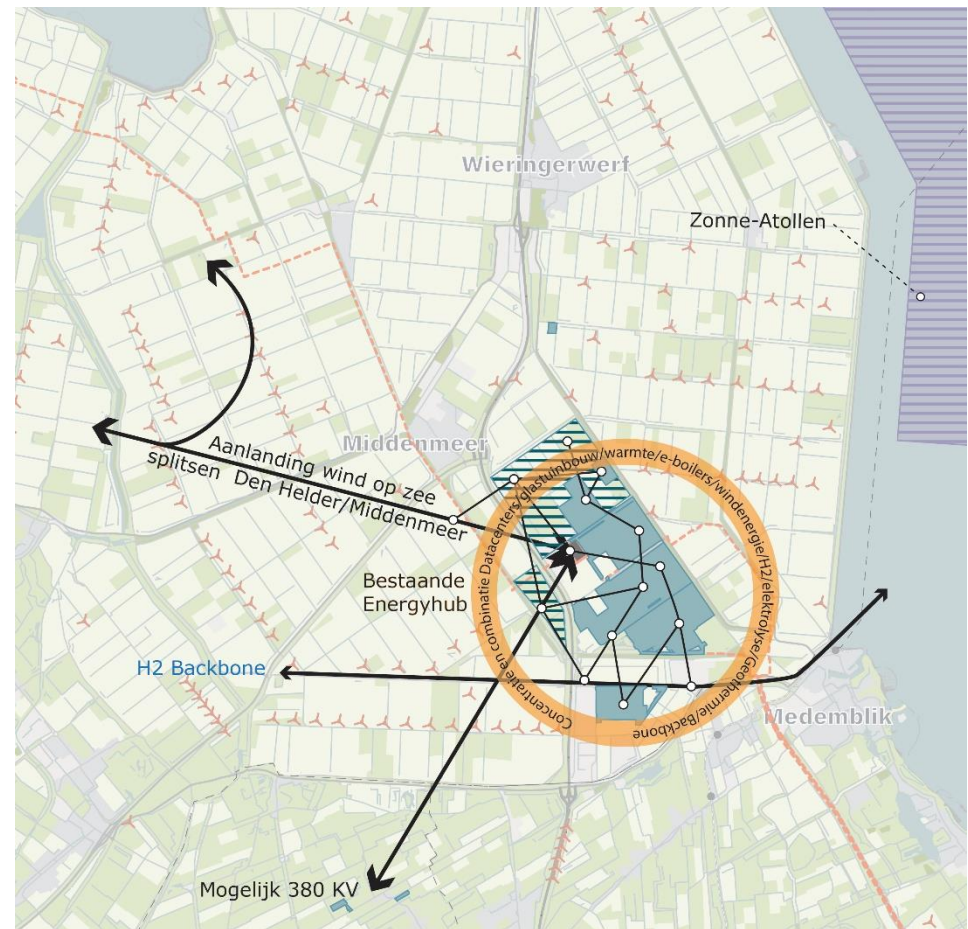 Wieringerwerf
Zonne-Atollen
Middenmeer
Aanlanding wind op zee
splitsen Den Helder/Middenmeer
Concentratie en combinatie Datacenters/glastuinbouw/warmte/e-boilers/windenergie/H2/elektrolyse/Geothermie/Backbone
Bestaande
Energyhub
H2 Backbone
Medemblik
Mogelijk 380 KV